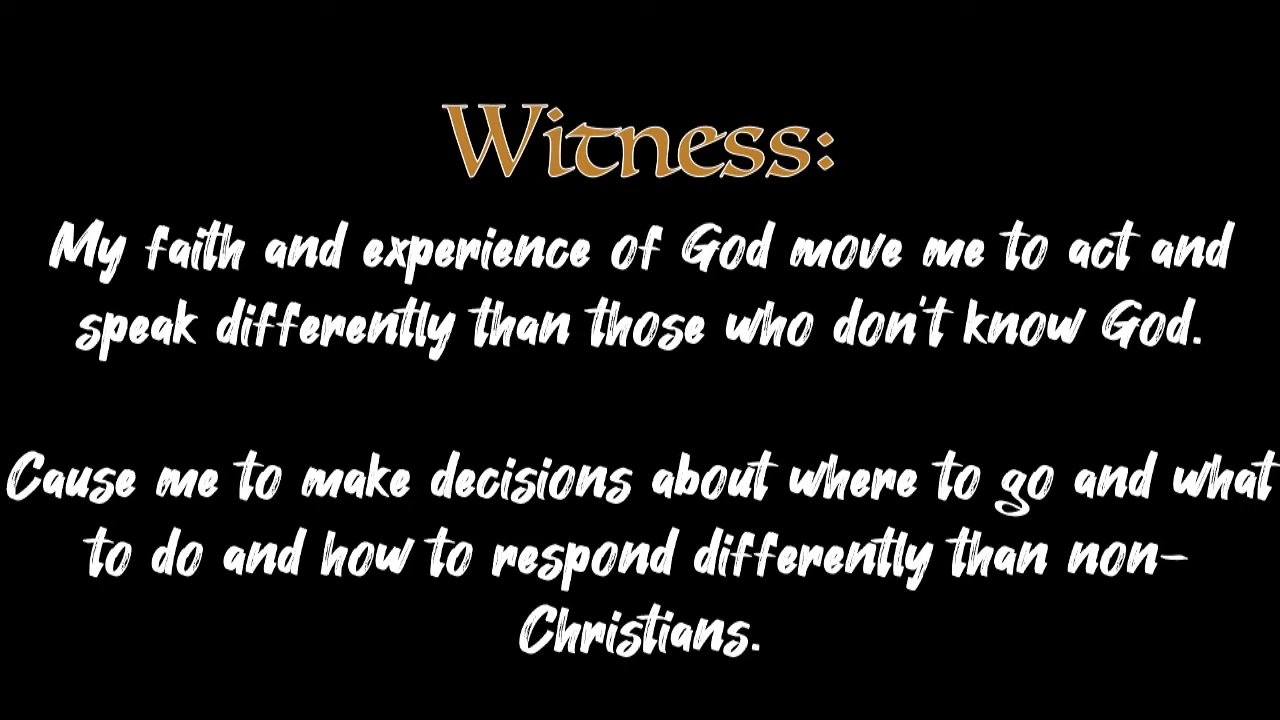 Witness:
My faith and experience of God move me to act and
speak differently than those who don't know God.
Cause me to make decisions about where to go and what
to do and how to respond differently than non-
Christians.